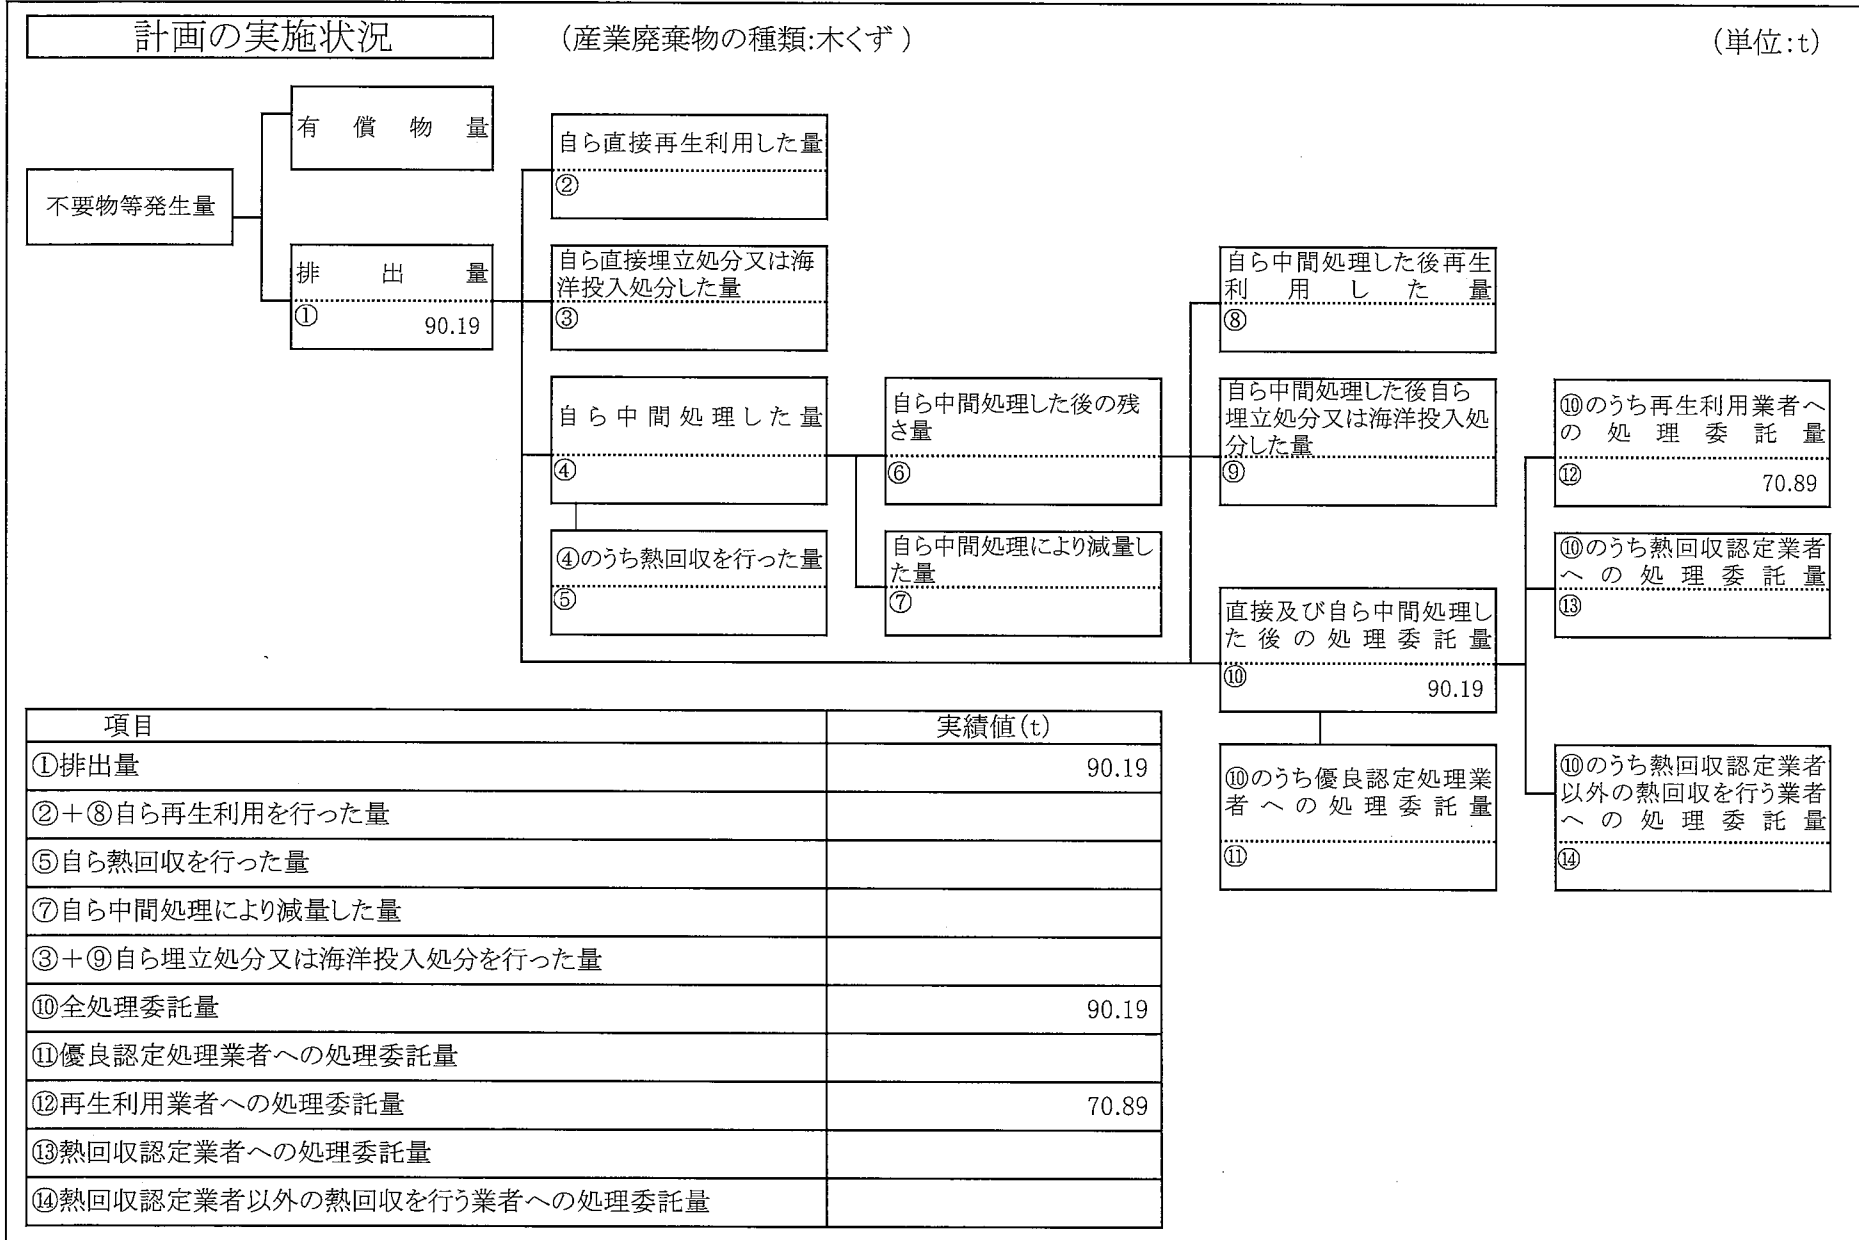 計画の実施状況
（産業廃棄物の種類:木くず ）
（単位:t）
有償物量
不要物等発生量
排出量
① 90.19
自ら直接再生利用した量
②
自ら直接埋立処分又は海
洋投入処分した量
③
自ら中間処理した量
④
④のうち熱回収を行った量
⑤
自ら中間処理した後の残
さ量
⑥
自ら中間処理により減量し
た量
⑦
自ら中間処理した後再生
利用した量
⑧
自ら中間処理した後自ら
埋立処分又は海洋投入処
分した量
⑨
直接及び自ら中間処理し
た後の処理委託量
⑩ 90.19
⑩のうち優良認定処理業
者への処理委託量
⑪
⑩のうち再生利用業者へ
の処理委託量
⑫ 70.89
⑩のうち熱回収認定業者
への処理委託量
⑬
⑩のうち熱回収認定業者
以外の熱回収を行う業者
への処理委託量
⑭
項目 実績値(t)
①排出量 90.19
②＋⑧自ら再生利用を行った量
⑤自ら熱回収を行った量
⑦自ら中間処理により減量した量
③＋⑨自ら埋立処分又は海洋投入処分を行った量
⑩全処理委託量 90.19
⑪優良認定処理業者への処理委託量
⑫再生利用業者への処理委託量 70.89
⑬熱回収認定業者への処理委託量
⑭熱回収認定業者以外の熱回収を行う業者への処理委託量